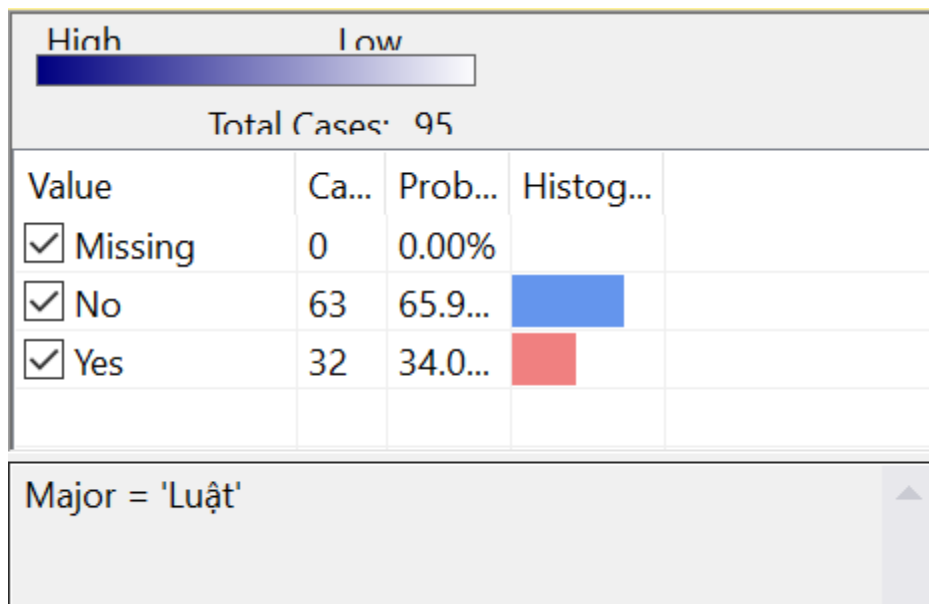 High Low
Total Cases: 95
Value Ca... Prob... Histog...
Missing 0 0.00%
No 63 65.9...
Yes 32 34.0...
Major = 'Luật'